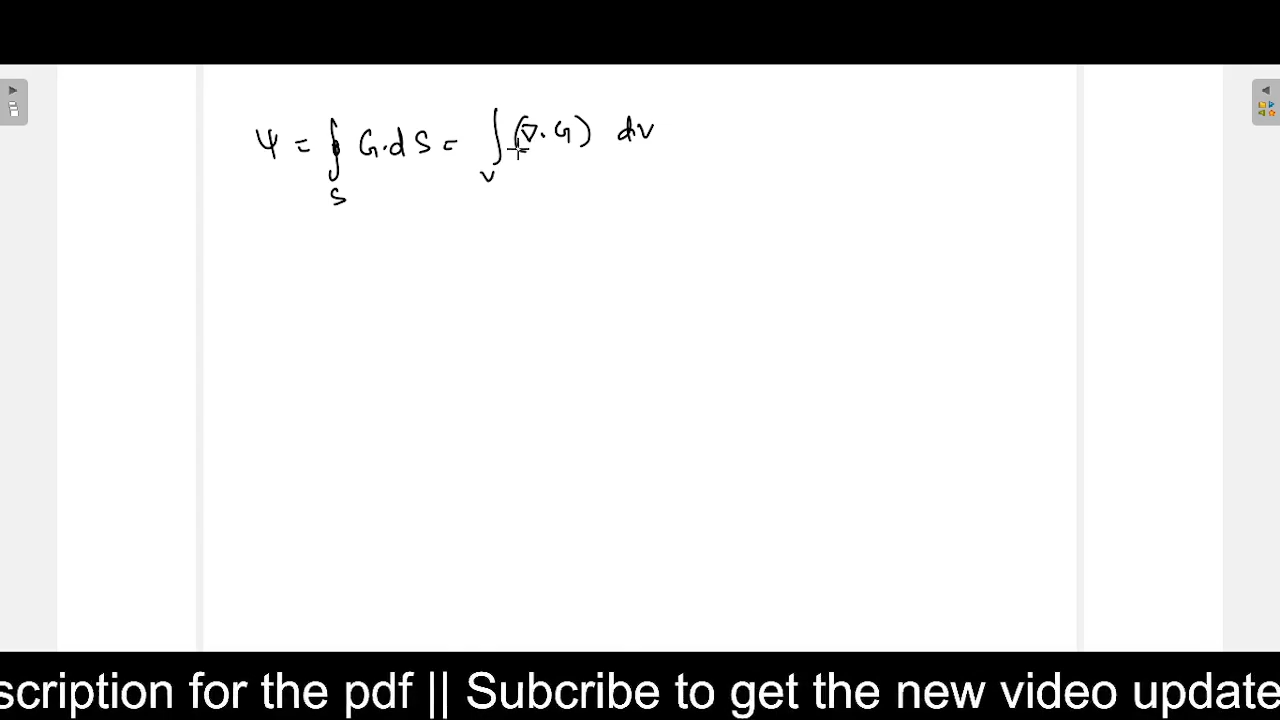 Ψ = ∮ G.dS = ∫ (∇.G) dv
S v
scription for the pdf || Subcribe to get the new video update